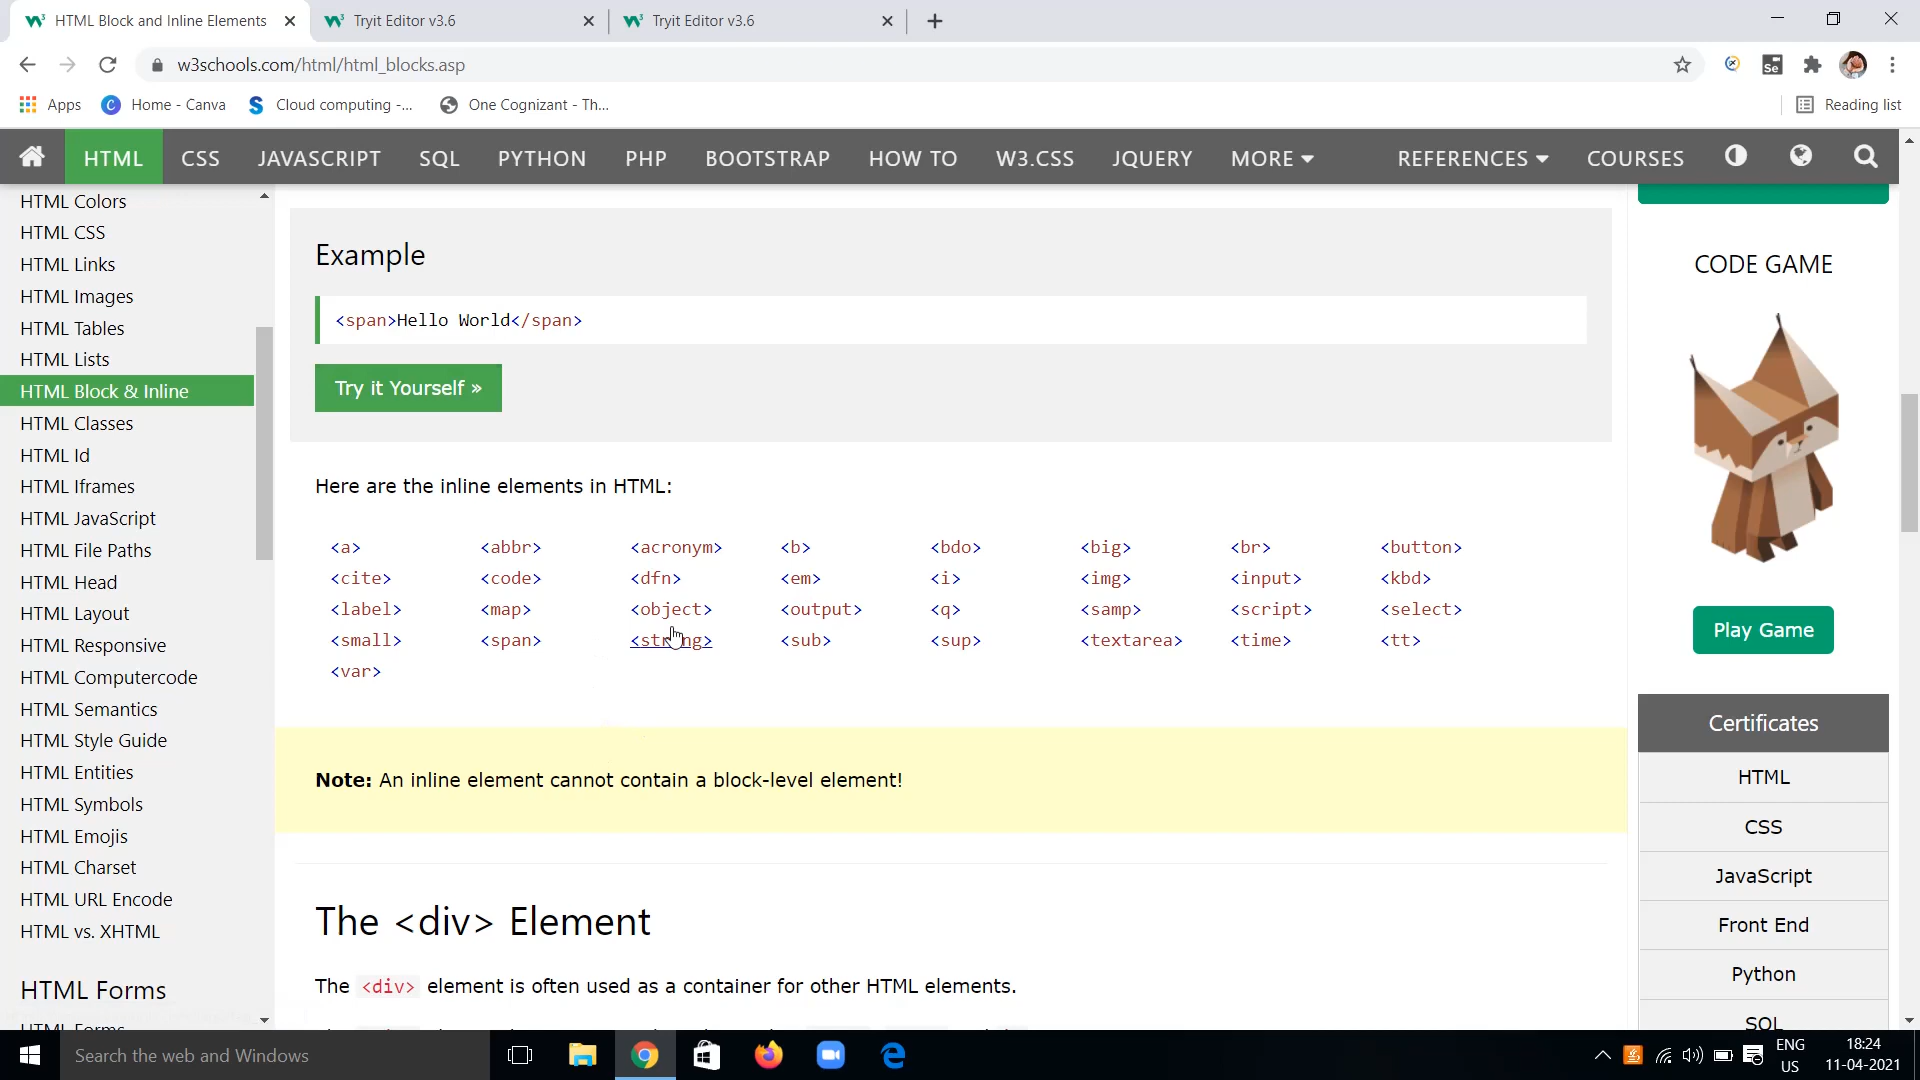 HTML Block and Inline Elements
Tryit Editor v3.6
Tryit Editor v3.6
w3schools.com/html/html_blocks.asp
Se
Apps
Home - Canva
Cloud computing -...
One Cognizant - Th...
Reading list
HTML CSS JAVASCRIPT SQL PYTHON PHP BOOTSTRAP HOW TO W3.CSS JQUERY MORE REFERENCES COURSES
HTML Colors
HTML CSS
HTML Links
HTML Images
HTML Tables
HTML Lists
HTML Block & Inline
HTML Classes
HTML Id
HTML Iframes
HTML JavaScript
HTML File Paths
HTML Head
HTML Layout
HTML Responsive
HTML Computercode
HTML Semantics
HTML Style Guide
HTML Entities
HTML Symbols
HTML Emojis
HTML Charset
HTML URL Encode
HTML vs. XHTML
HTML Forms
HTML Forms
Example
<span>Hello World</span>
Try it Yourself »
Here are the inline elements in HTML:
<a> <abbr> <acronym> <b> <bdo> <big> <br> <button>
<cite> <code> <dfn> <em> <i> <img> <input> <kbd>
<label> <map> <object> <output> <q> <samp> <script> <select>
<small> <span> <strong> <sub> <sup> <textarea> <time> <tt>
<var>
Note: An inline element cannot contain a block-level element!
The <div> Element
The <div> element is often used as a container for other HTML elements.
CODE GAME
Play Game
Certificates
HTML
CSS
JavaScript
Front End
Python
SQL
Search the web and Windows
ENG
US
18:24
11-04-2021